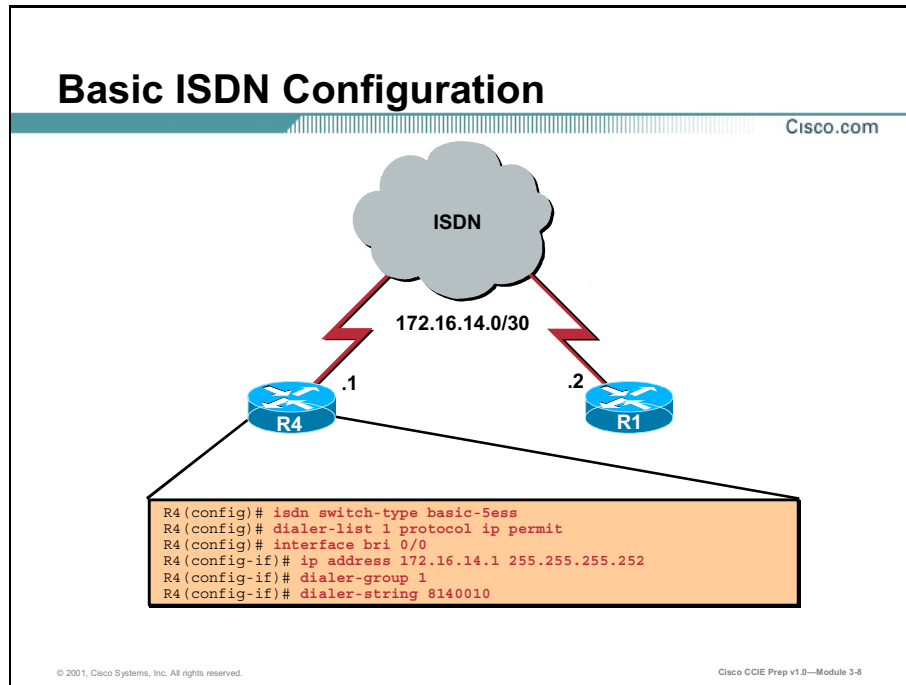 Basic ISDN Configuration
Cisco.com
ISDN
172.16.14.0/30
.1
.2
R4
R1
R4(config)# isdn switch-type basic-5ess
R4(config)# dialer-list 1 protocol ip permit
R4(config)# interface bri 0/0
R4(config-if)# ip address 172.16.14.1 255.255.255.252
R4(config-if)# dialer-group 1
R4(config-if)# dialer-string 8140010
© 2001, Cisco Systems, Inc. All rights reserved.
Cisco CCIE Prep v1.0—Module 3-8